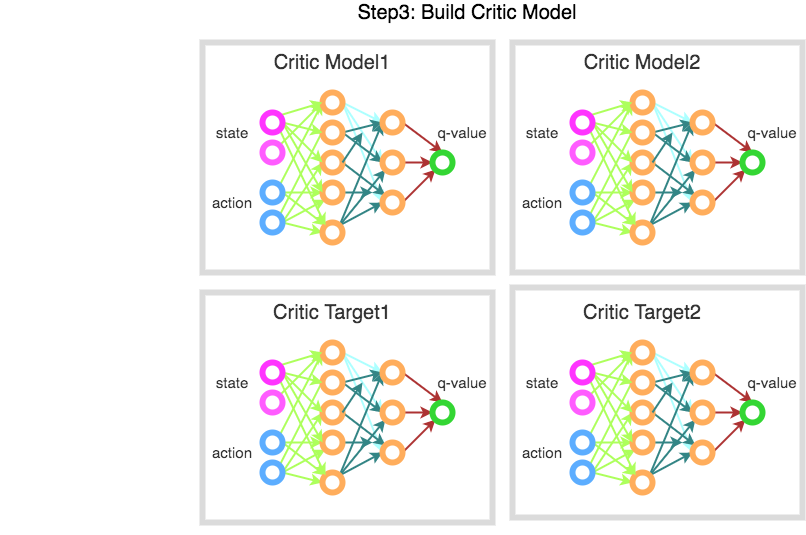 Step3: Build Critic Model
Critic Model1
state
action
q-value
Critic Model2
state
action
q-value
Critic Target1
state
action
q-value
Critic Target2
state
action
q-value